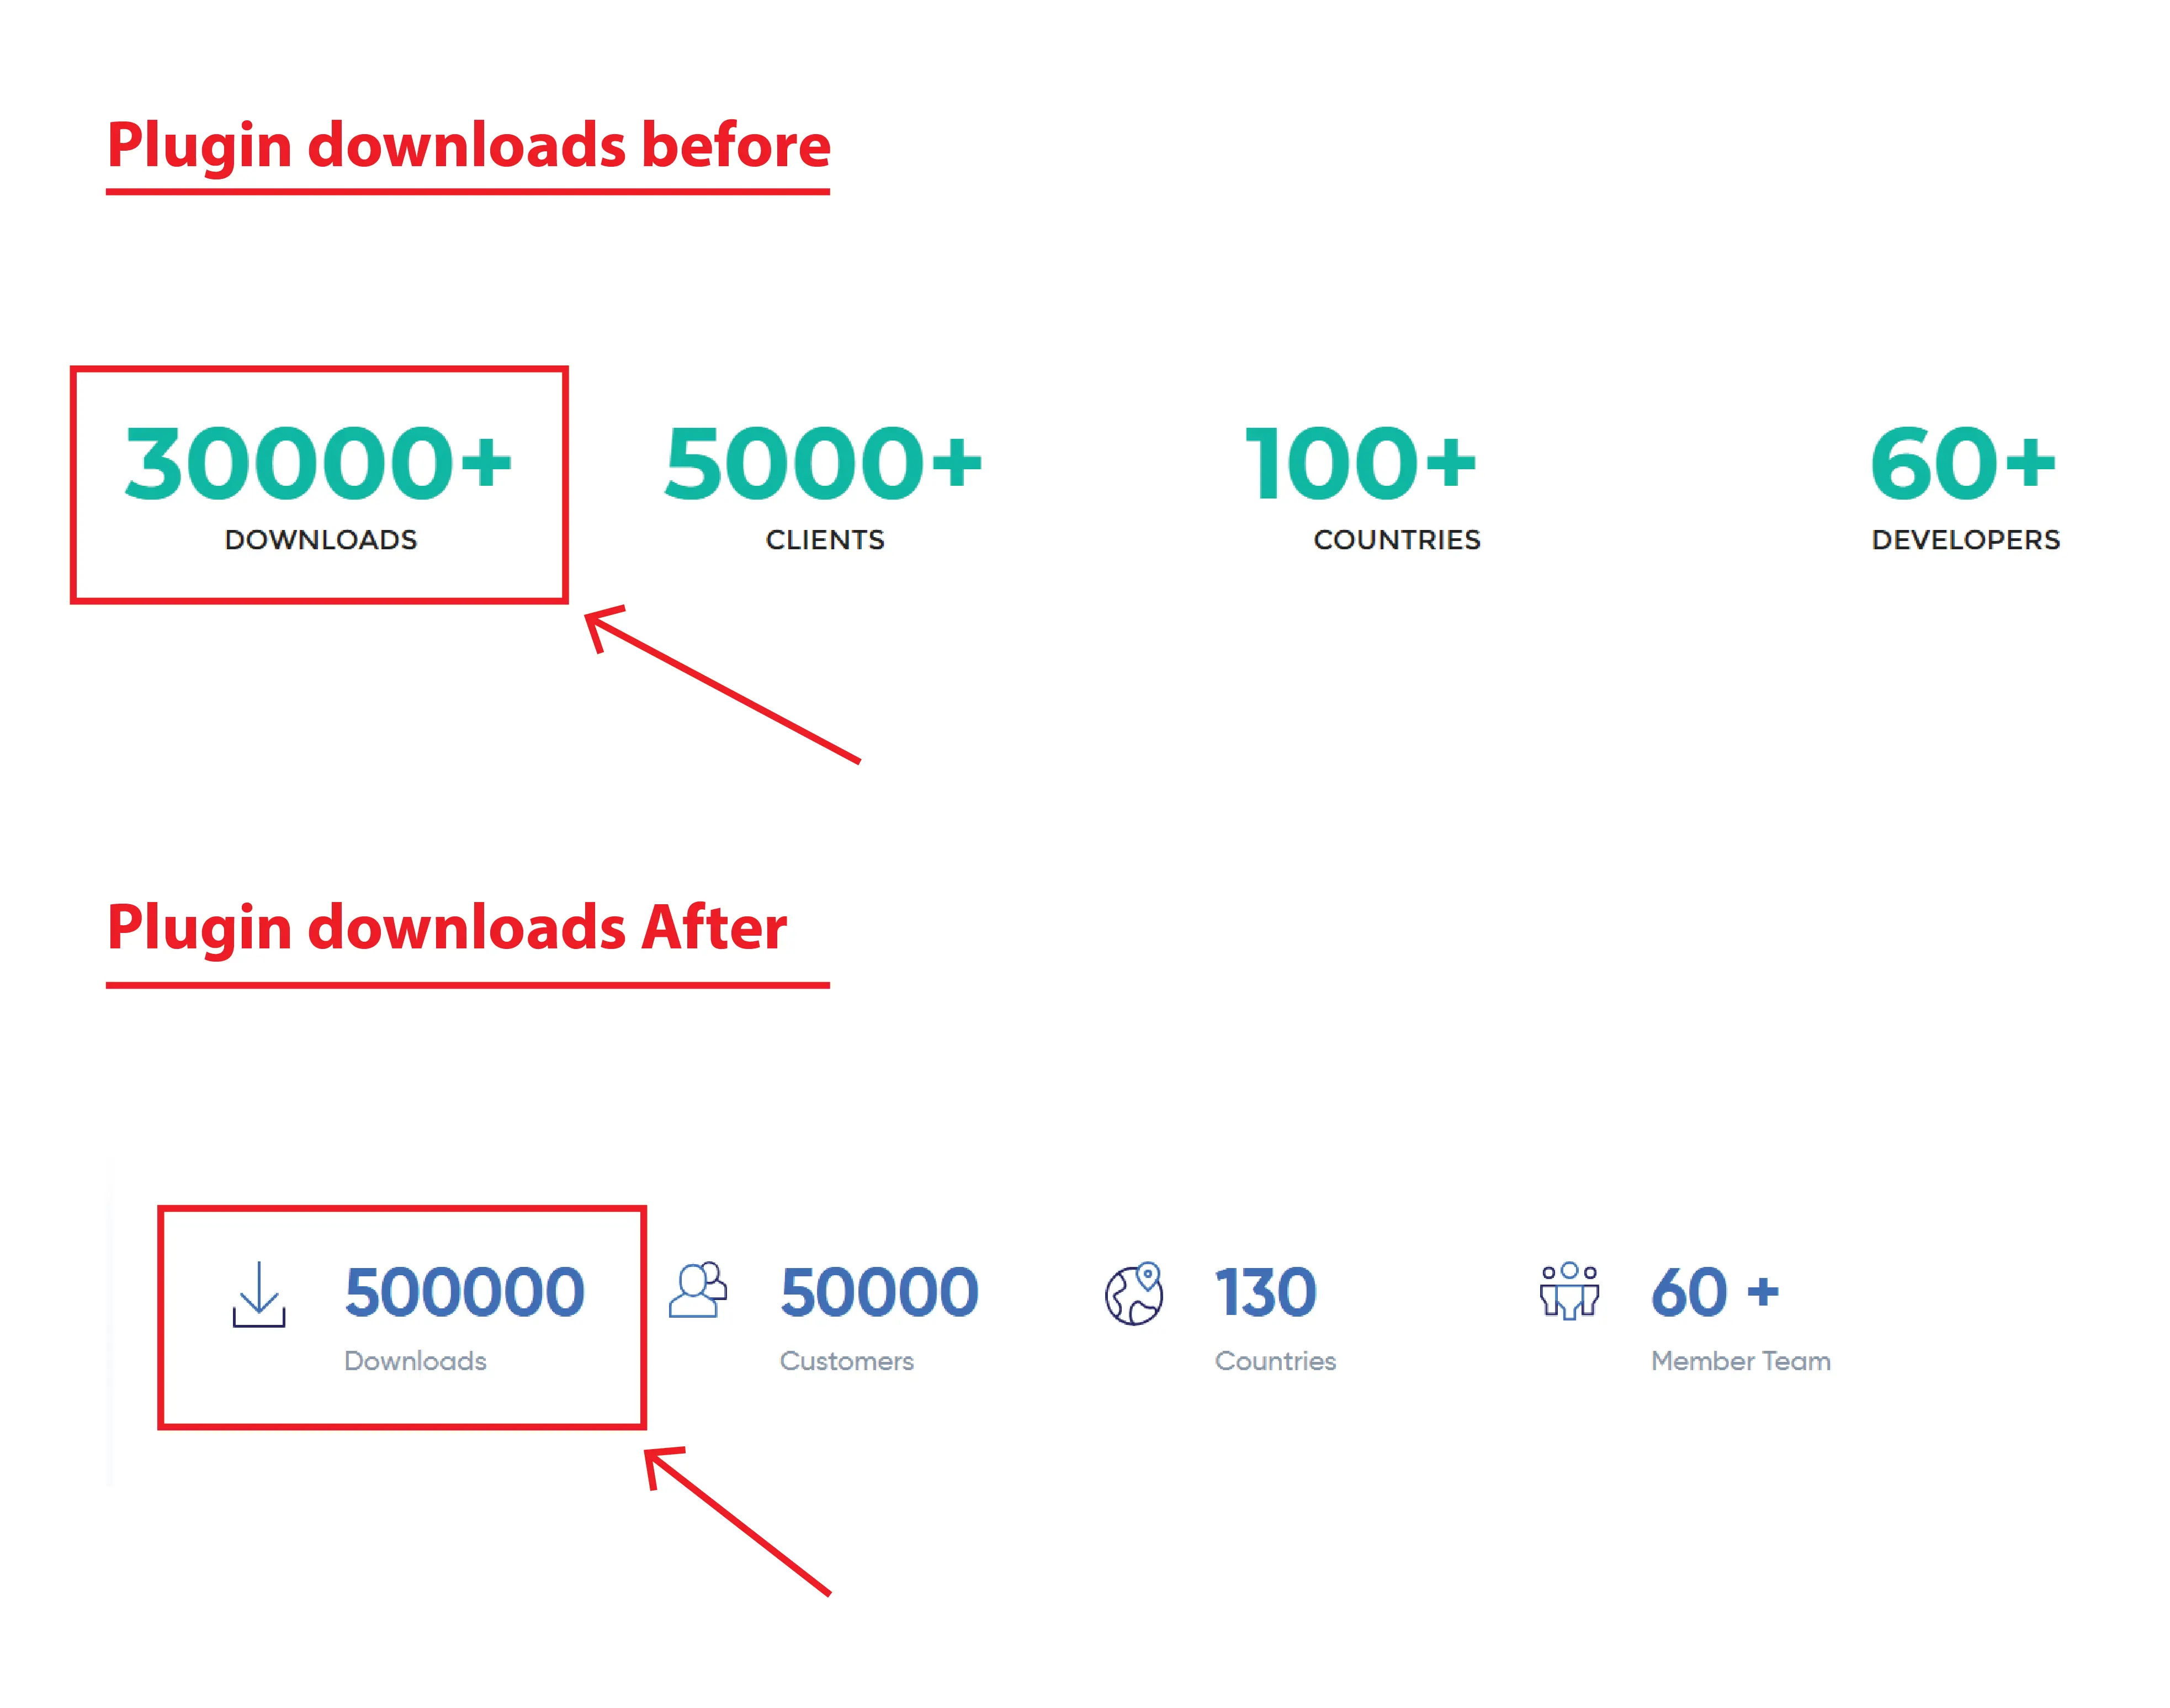 Plugin downloads before
30000+ 5000+ 100+ 60+
DOWNLOADS CLIENTS COUNTRIES DEVELOPERS
Plugin downloads After
500000 50000 130 60 +
Downloads Customers Countries Member Team